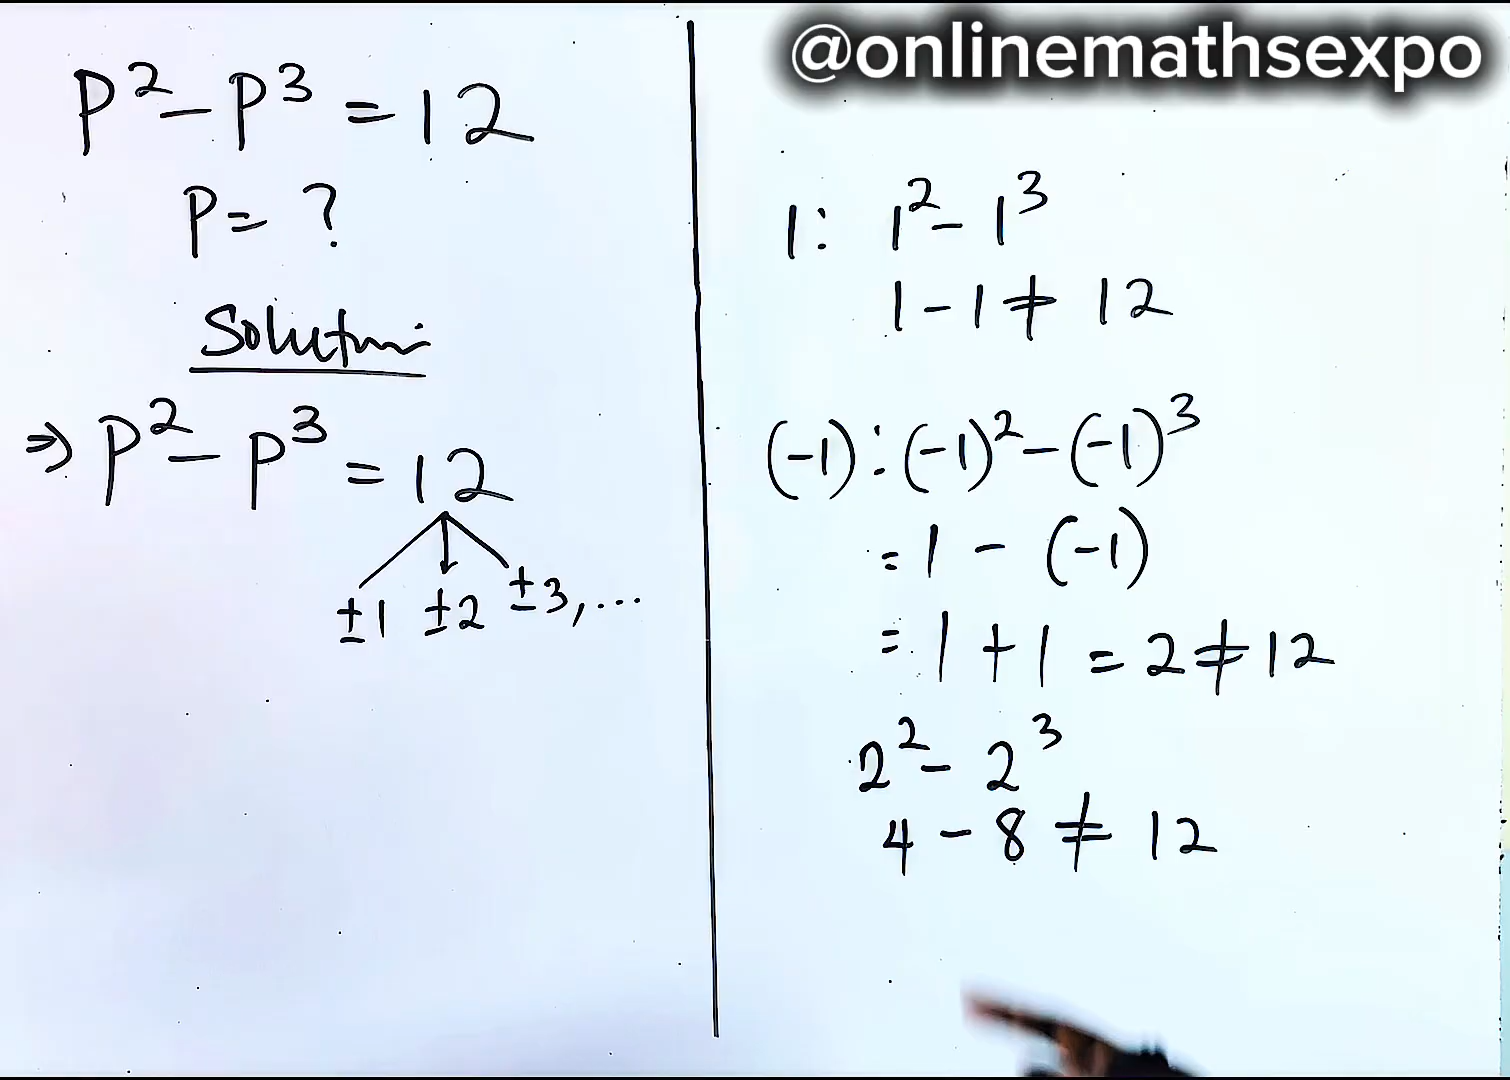 @onlinemathsexpo
P² - P³ = 12
P = ?
Solution
⇒ P² - P³ = 12
±1 ±2 ±3, ...
1: 1² - 1³
1 - 1 ≠ 12
(-1): (-1)² - (-1)³
= 1 - (-1)
= 1 + 1 = 2 ≠ 12
2² - 2³
4 - 8 ≠ 12